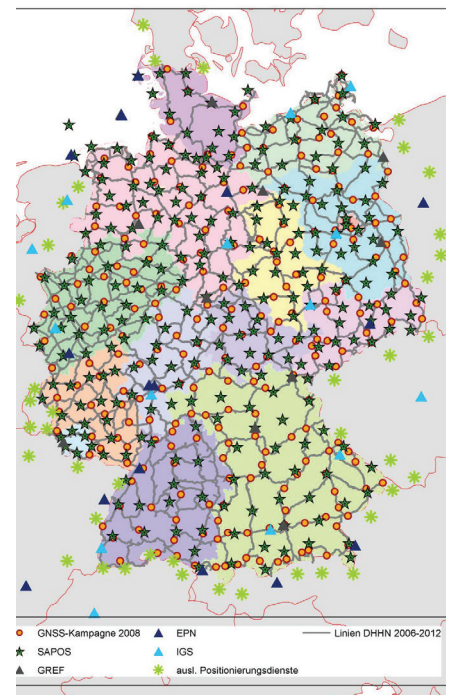 GNSS-Kampagne 2008 EPN Linien DHHN 2006-2012
SAPOS IGS
GREF ausl. Positionierungsdienste